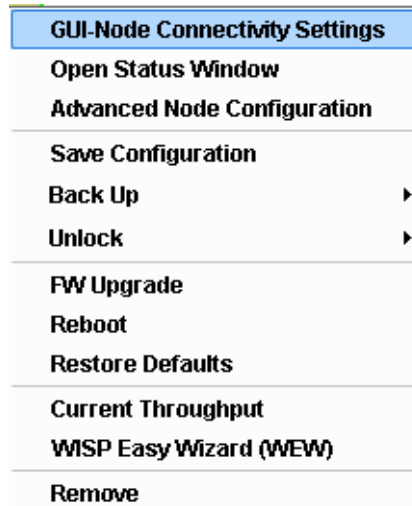 GUI-Node Connectivity Settings
Open Status Window
Advanced Node Configuration
Save Configuration
Back Up
Unlock
FW Upgrade
Reboot
Restore Defaults
Current Throughput
WISP Easy Wizard (WEW)
Remove